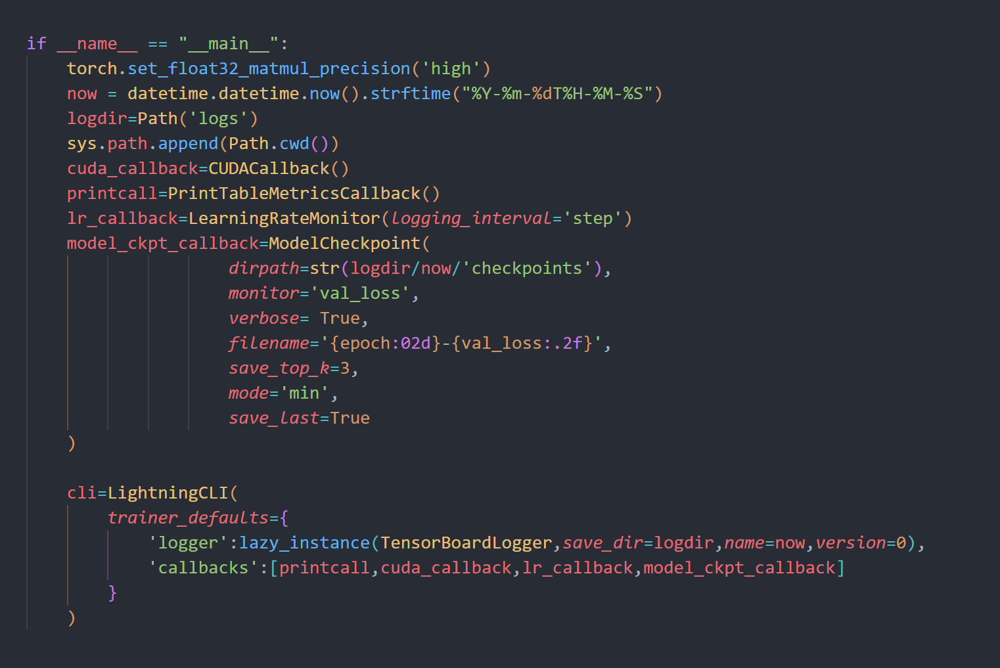 if __name__ == "__main__":
    torch.set_float32_matmul_precision('high')
    now = datetime.datetime.now().strftime("%Y-%m-%dT%H-%M-%S")
    logdir=Path('logs')
    sys.path.append(Path.cwd())
    cuda_callback=CUDACallback()
    printcall=PrintTableMetricsCallback()
    lr_callback=LearningRateMonitor(logging_interval='step')
    model_ckpt_callback=ModelCheckpoint(
                    dirpath=str(logdir/now/'checkpoints'),
                    monitor='val_loss',
                    verbose= True,
                    filename='{epoch:02d}-{val_loss:.2f}',
                    save_top_k=3,
                    mode='min',
                    save_last=True
    )

    cli=LightningCLI(
        trainer_defaults={
            'logger':lazy_instance(TensorBoardLogger,save_dir=logdir,name=now,version=0),
            'callbacks':[printcall,cuda_callback,lr_callback,model_ckpt_callback]
        }
    )